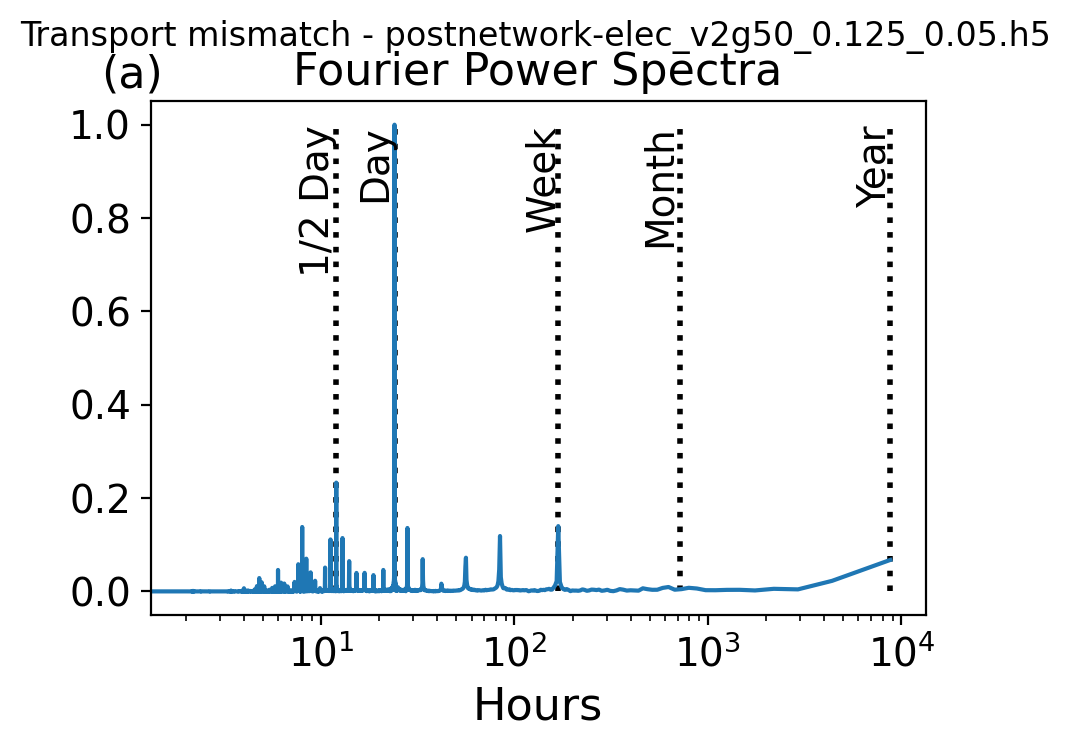 Transport mismatch - postnetwork-elec_v2g50_0.125_0.05.h5
(a) Fourier Power Spectra
1.0
0.8
0.6
0.4
0.2
0.0
1/2 Day
Day
Week
Month
Year
10¹ 10² 10³ 10⁴
Hours